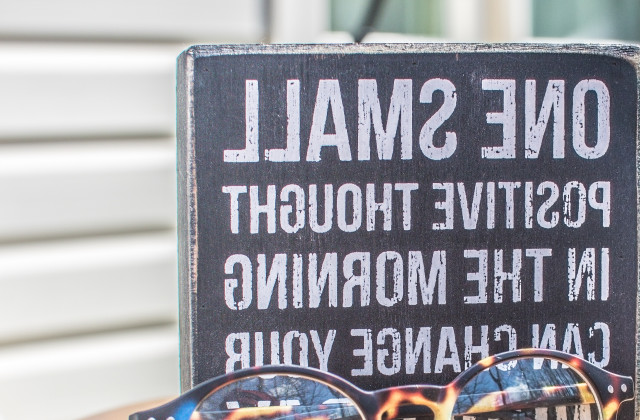 ONE SMALL
POSITIVE THOUGHT
IN THE MORNING
CAN CHANGE YOUR